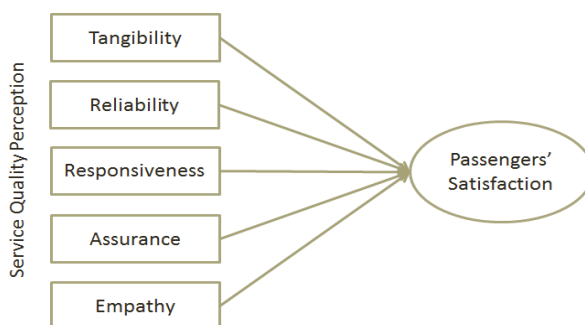 Service Quality Perception
Tangibility
Reliability
Responsiveness
Assurance
Empathy
Passengers’
Satisfaction